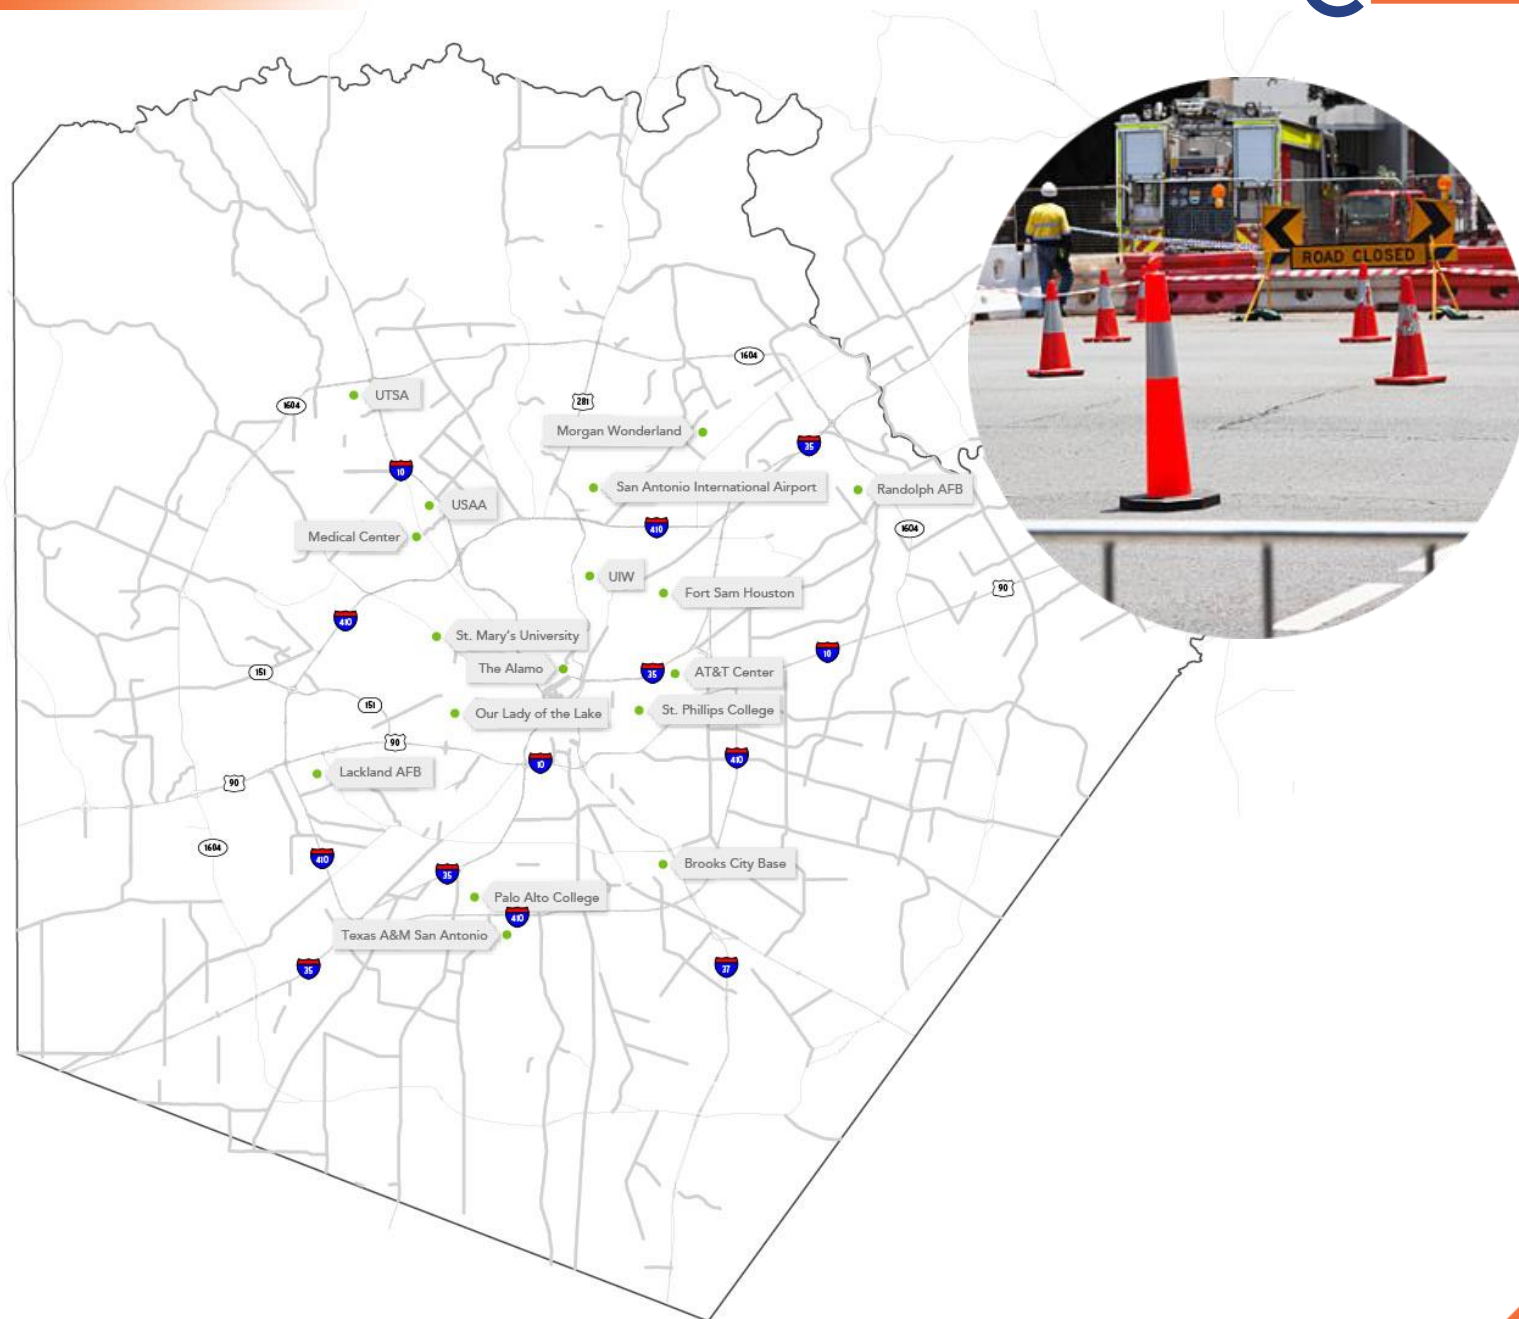 ROAD CLOSED
1604
UTSA
1604
281
Morgan Wonderland
35
10
San Antonio International Airport
Randolph AFB
USAA
410
1604
Medical Center
UIW
90
Fort Sam Houston
410
St. Mary's University
10
The Alamo
151
35
AT&T Center
151
Our Lady of the Lake
St. Phillips College
90
410
10
Lackland AFB
90
1604
410
Brooks City Base
35
Palo Alto College
410
Texas A&M San Antonio
35
37